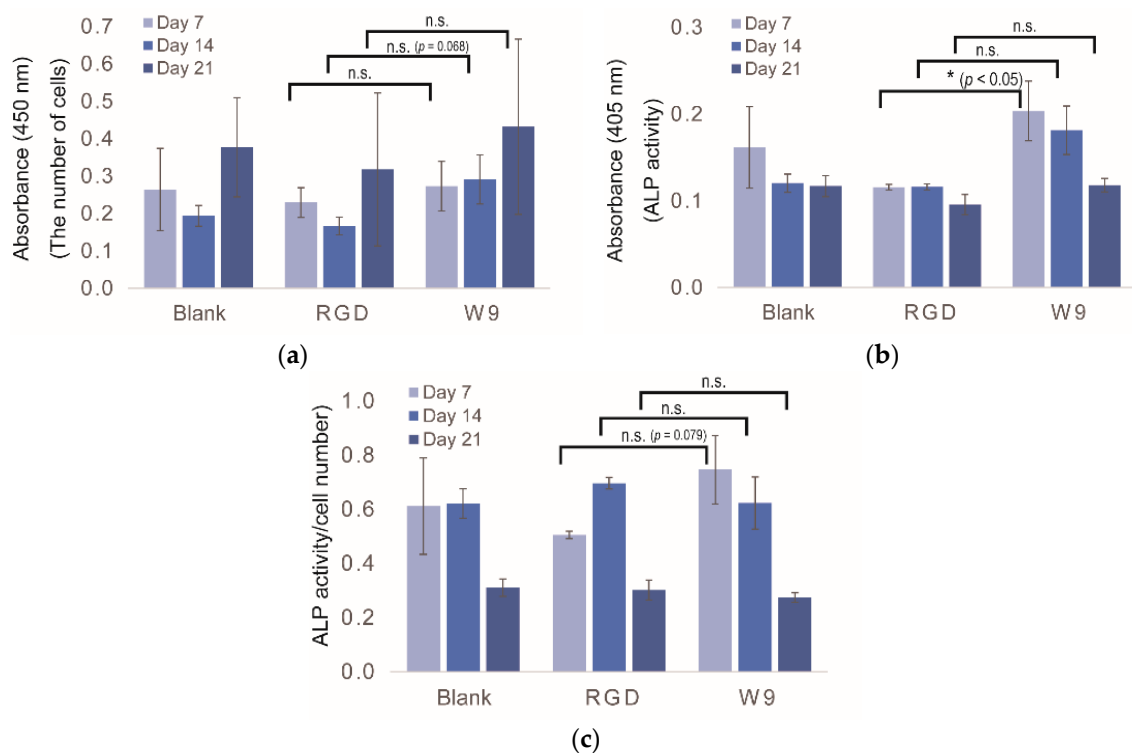 Absorbance (450 nm)
(The number of cells)
0.7
0.6
0.5
0.4
0.3
0.2
0.1
0.0
Day 7
Day 14
Day 21
n.s.
n.s. (p = 0.068)
n.s.
Blank RGD W9
(a)
Absorbance (405 nm)
(ALP activity)
0.3
0.2
0.1
0.0
Day 7
Day 14
Day 21
n.s.
n.s.
* (p < 0.05)
Blank RGD W9
(b)
ALP activity/cell number)
1.0
0.8
0.6
0.4
0.2
0.0
Day 7
Day 14
Day 21
n.s.
n.s.
n.s. (p = 0.079)
Blank RGD W9
(c)